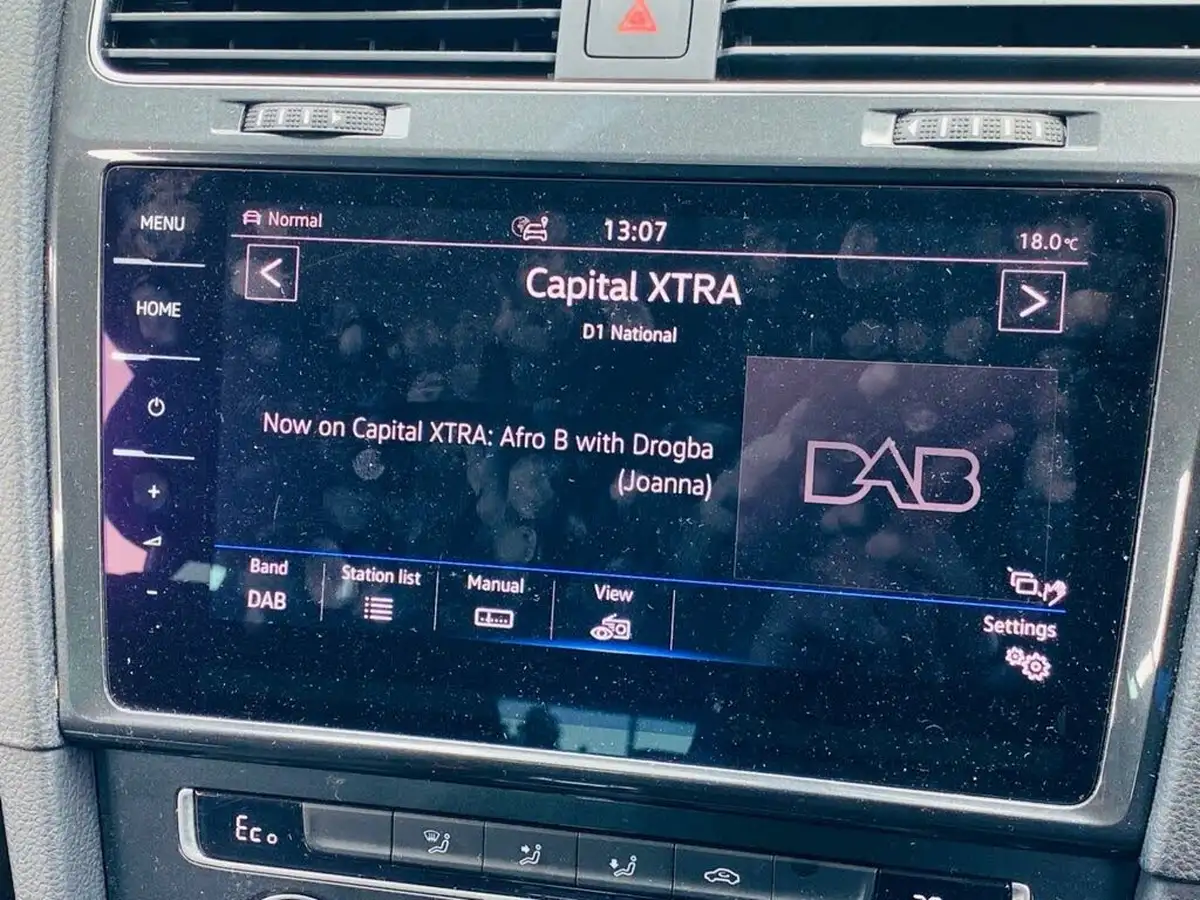 MENU
HOME
Normal
13:07
18.0°C
<
>
Capital XTRA
D1 National
Now on Capital XTRA: Afro B with Drogba
(Joanna)
DAB
Band
DAB
Station list
Manual
View
Settings
+
-
Eco